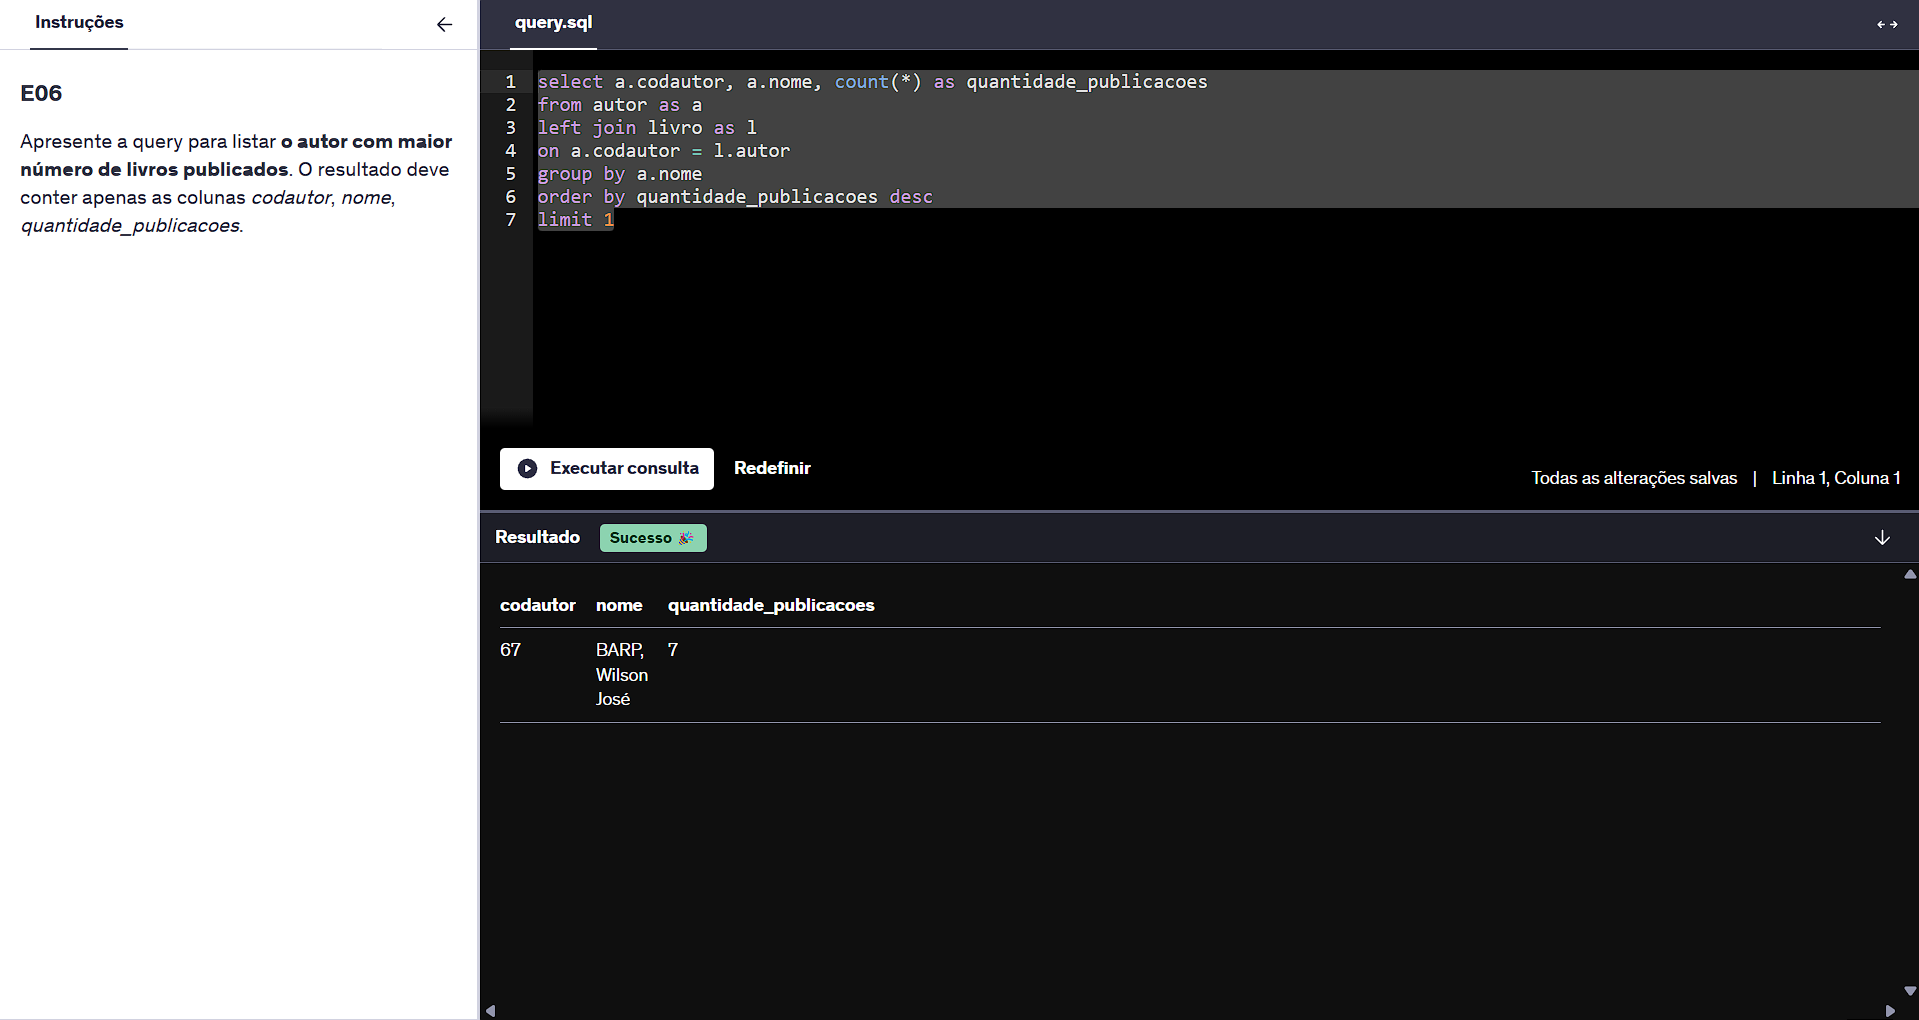 Instruções
E06
Apresente a query para listar o autor com maior
número de livros publicados. O resultado deve
conter apenas as colunas codautor, nome,
quantidade_publicacoes.
query.sql
1 select a.codautor, a.nome, count(*) as quantidade_publicacoes
2 from autor as a
3 left join livro as l
4 on a.codautor = l.autor
5 group by a.nome
6 order by quantidade_publicacoes desc
7 limit 1
Executar consulta
Redefinir
Todas as alterações salvas | Linha 1, Coluna 1
Resultado
Sucesso 🎉
codautor nome quantidade_publicacoes
67 BARP, 7
Wilson
José